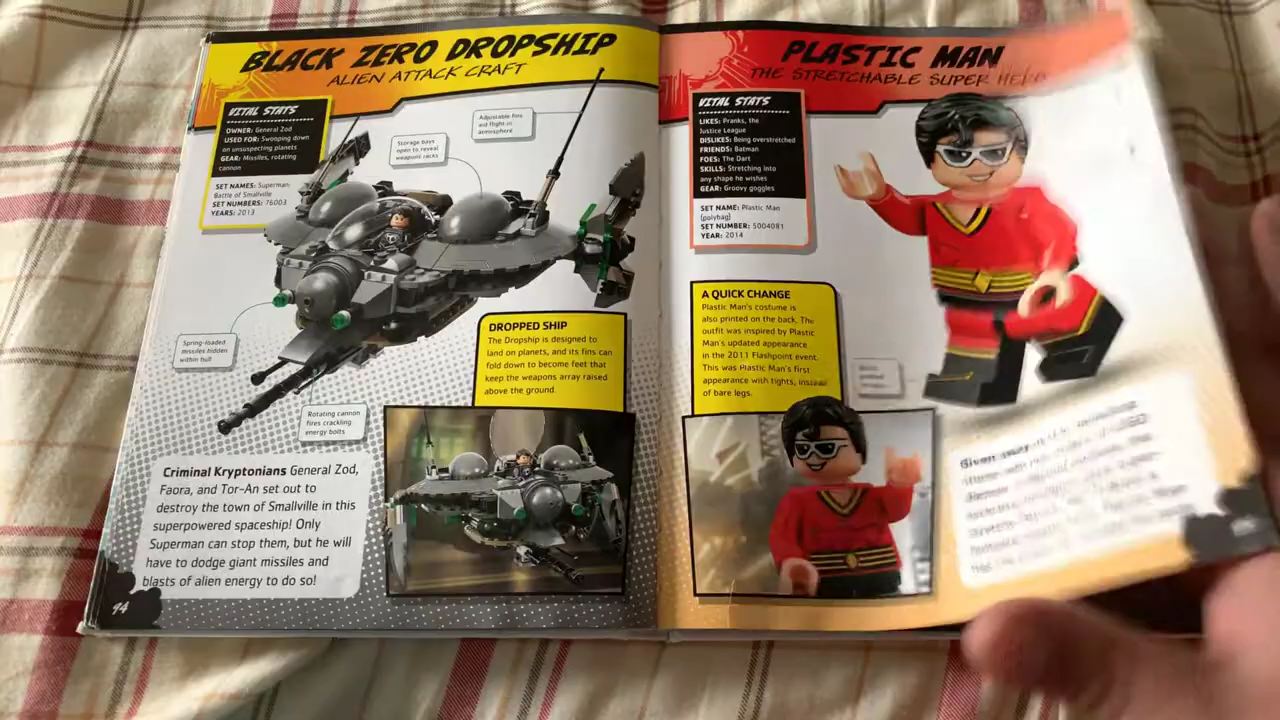 BLACK ZERO DROPSHIP
ALIEN ATTACK CRAFT
VITAL STATS
OWNER: General Zod
USED FOR: Swooping down
on unsuspecting planets
GEAR: Missiles, rotating
cannon
SET NAMES: Superman:
Battle of Smallville
SET NUMBERS: 76003
YEARS: 2013
Adjustable fins
aid flight in
atmosphere
Storage bays
open to reveal
weapons racks
Spring-loaded
missiles hidden
within hull
Rotating cannon
fires crackling
energy bolts
DROPPED SHIP
The Dropship is designed to
land on planets, and its fins can
fold down to become feet that
keep the weapons array raised
above the ground.
Criminal Kryptonians General Zod,
Faora, and Tor-An set out to
destroy the town of Smallville in this
superpowered spaceship! Only
Superman can stop them, but he will
have to dodge giant missiles and
blasts of alien energy to do so!
94
PLASTIC MAN
THE STRETCHABLE SUPER HERO
VITAL STATS
LIKES: Pranks, the
Justice League
DISLIKES: Being overstretched
FRIENDS: Batman
FOES: The Dart
SKILLS: Stretching into
any shape he wishes
GEAR: Groovy goggles
SET NAME: Plastic Man
(polybag)
SET NUMBER: 5004081
YEAR: 2014
A QUICK CHANGE
Plastic Man's costume is
also printed on the back. The
outfit was inspired by Plastic
Man's updated appearance
in the 2011 Flashpoint event.
This was Plastic Man's first
appearance with tights, instead
of bare legs.
Given away